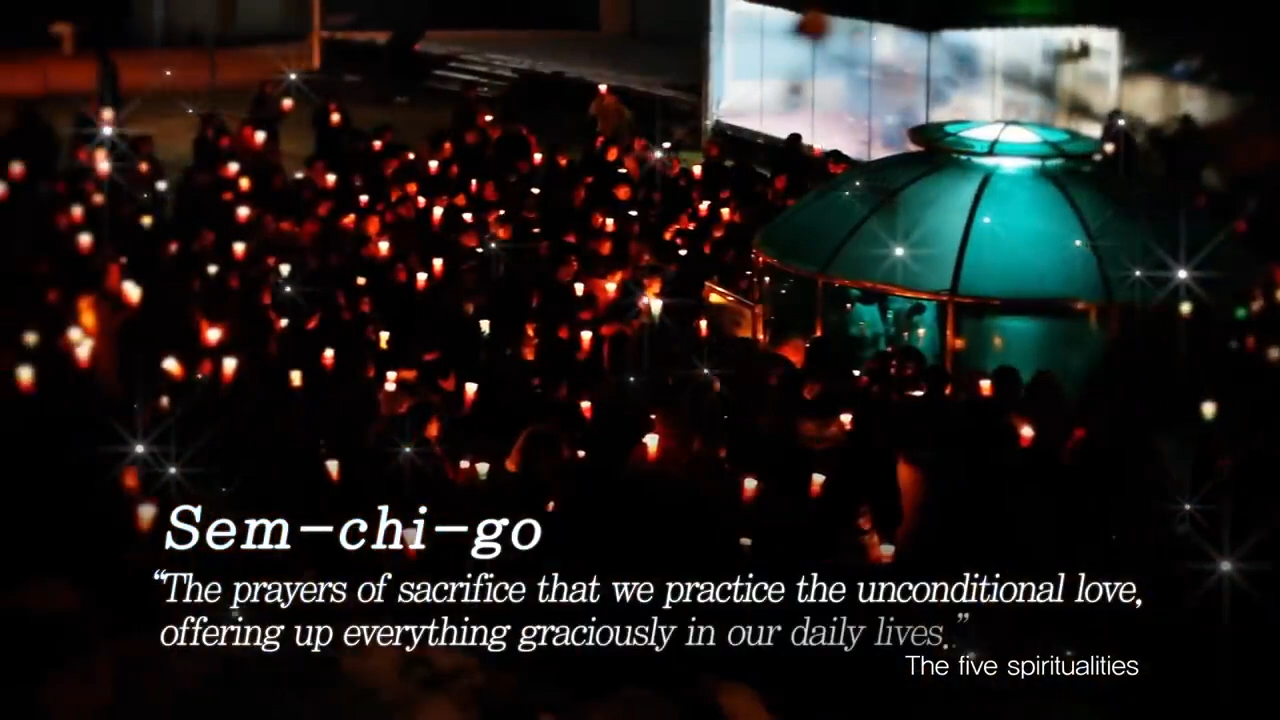 Sem-chi-go
“The prayers of sacrifice that we practice the unconditional love,
offering up everything graciously in our daily lives.”
The five spiritualities